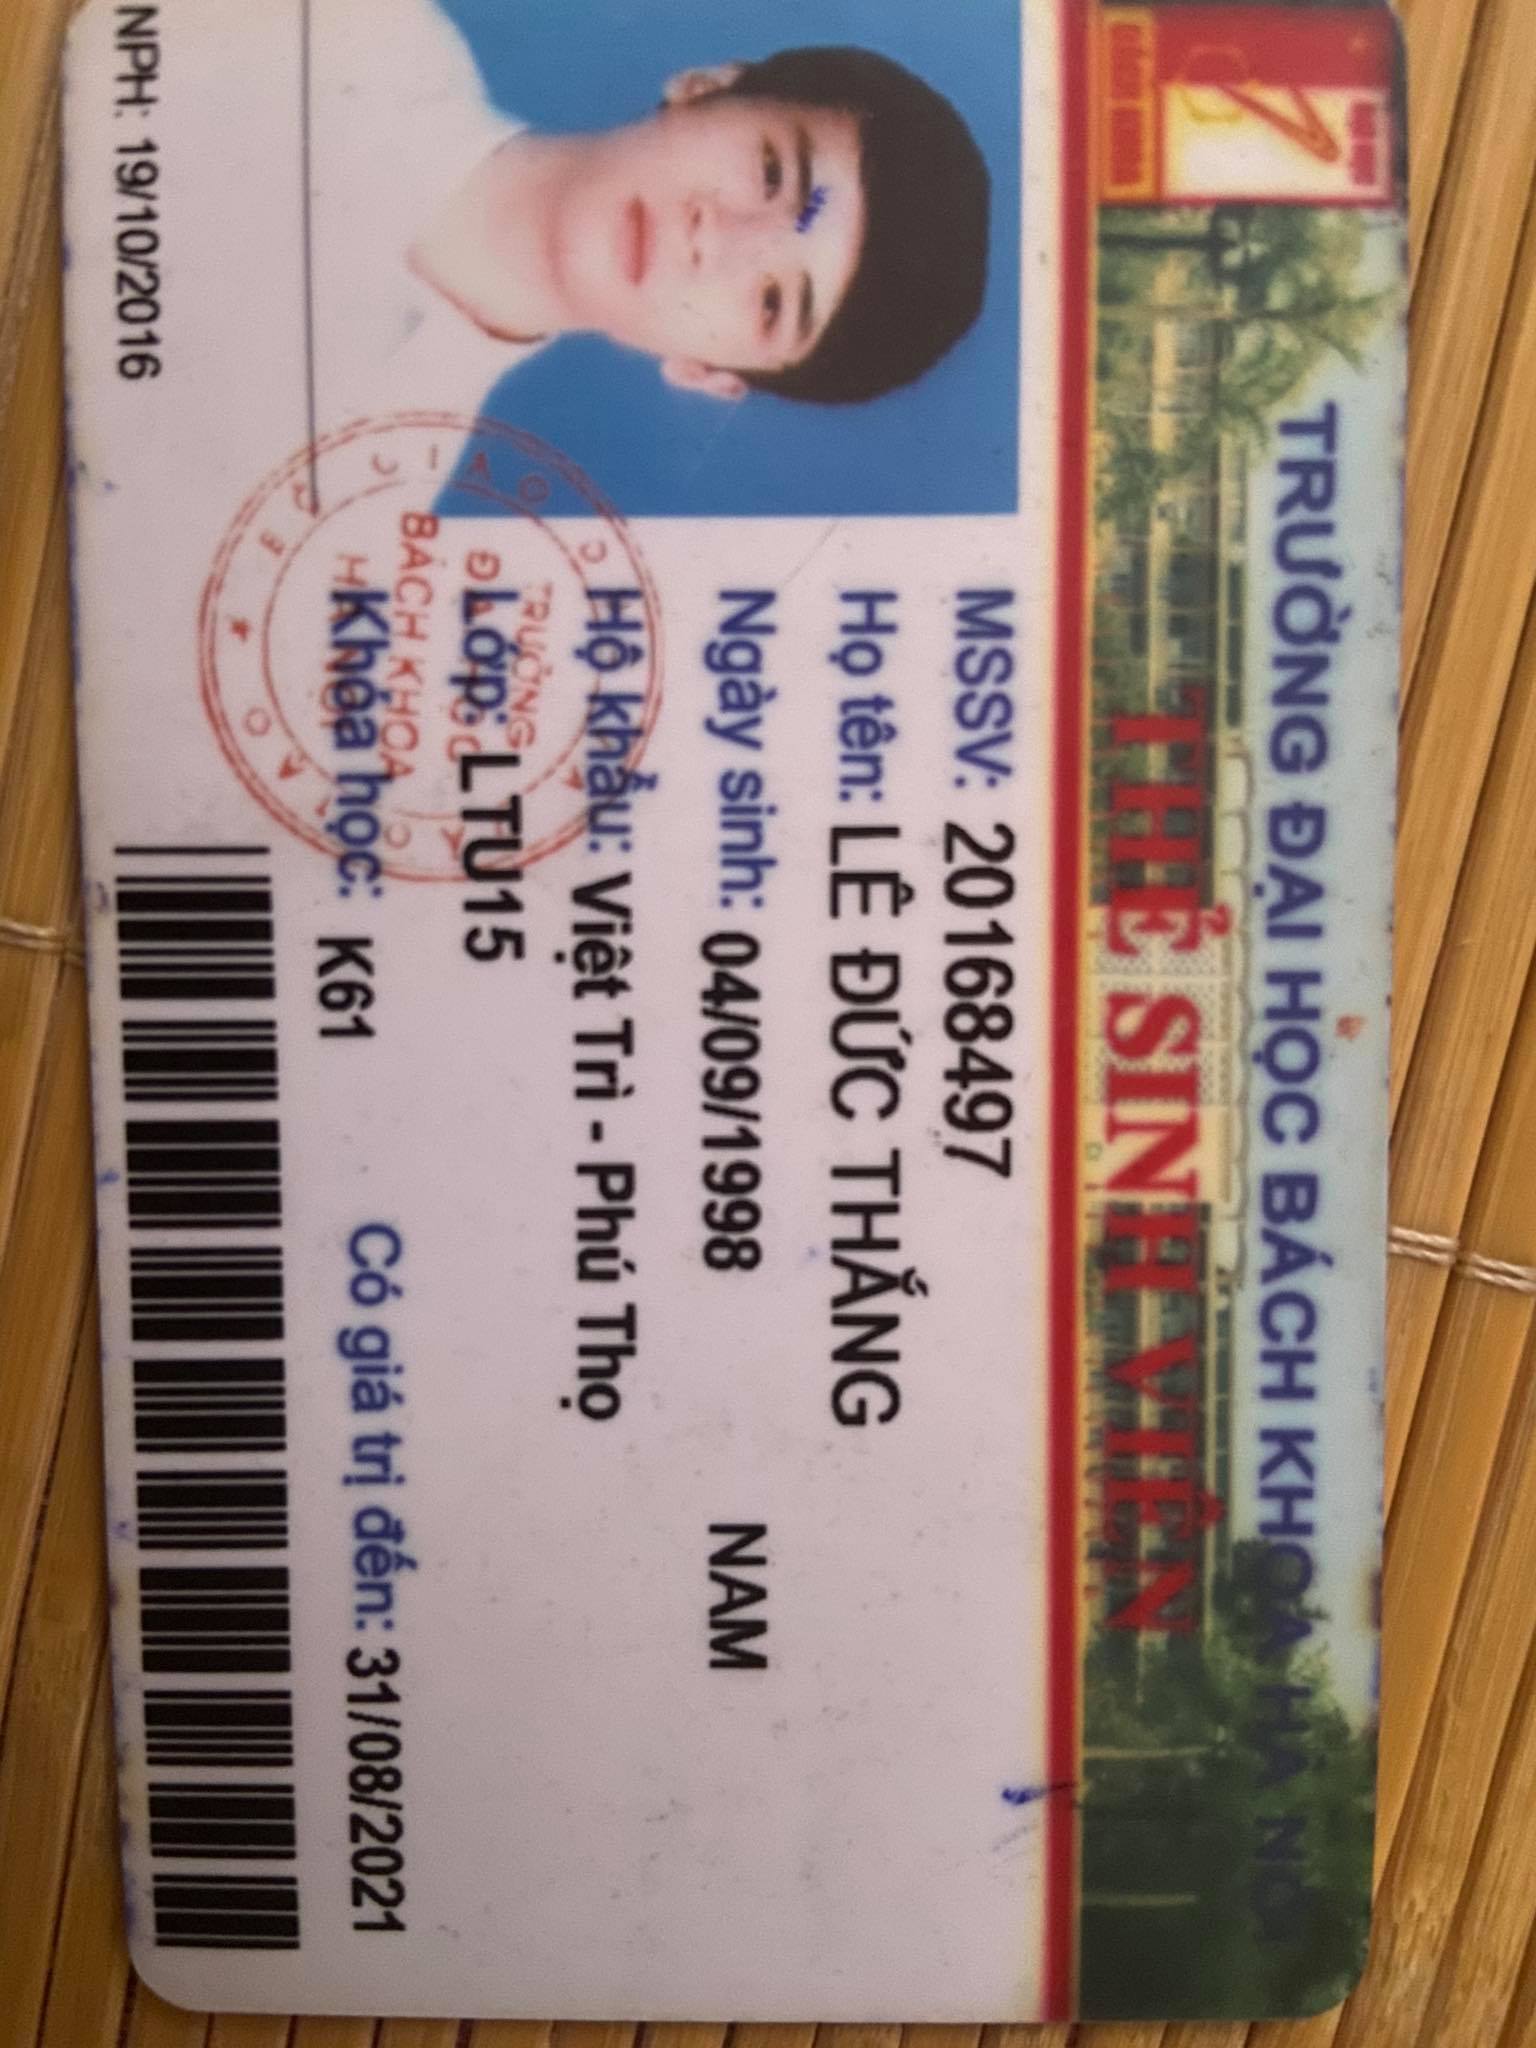 TRƯỜNG ĐẠI HỌC BÁCH KHOA HÀ NỘI
THẺ SINH VIÊN
MSSV: 20168497
Họ tên: LÊ ĐỨC THẮNG
Ngày sinh: 04/09/1998 NAM
Hộ khẩu: Việt Trì - Phú Thọ
Lớp: LTU15
Khóa học: K61
Có giá trị đến: 31/08/2021
NPH: 19/10/2016
TRƯỜNG
ĐẠI HỌC
BÁCH KHOA
HÀ NỘI